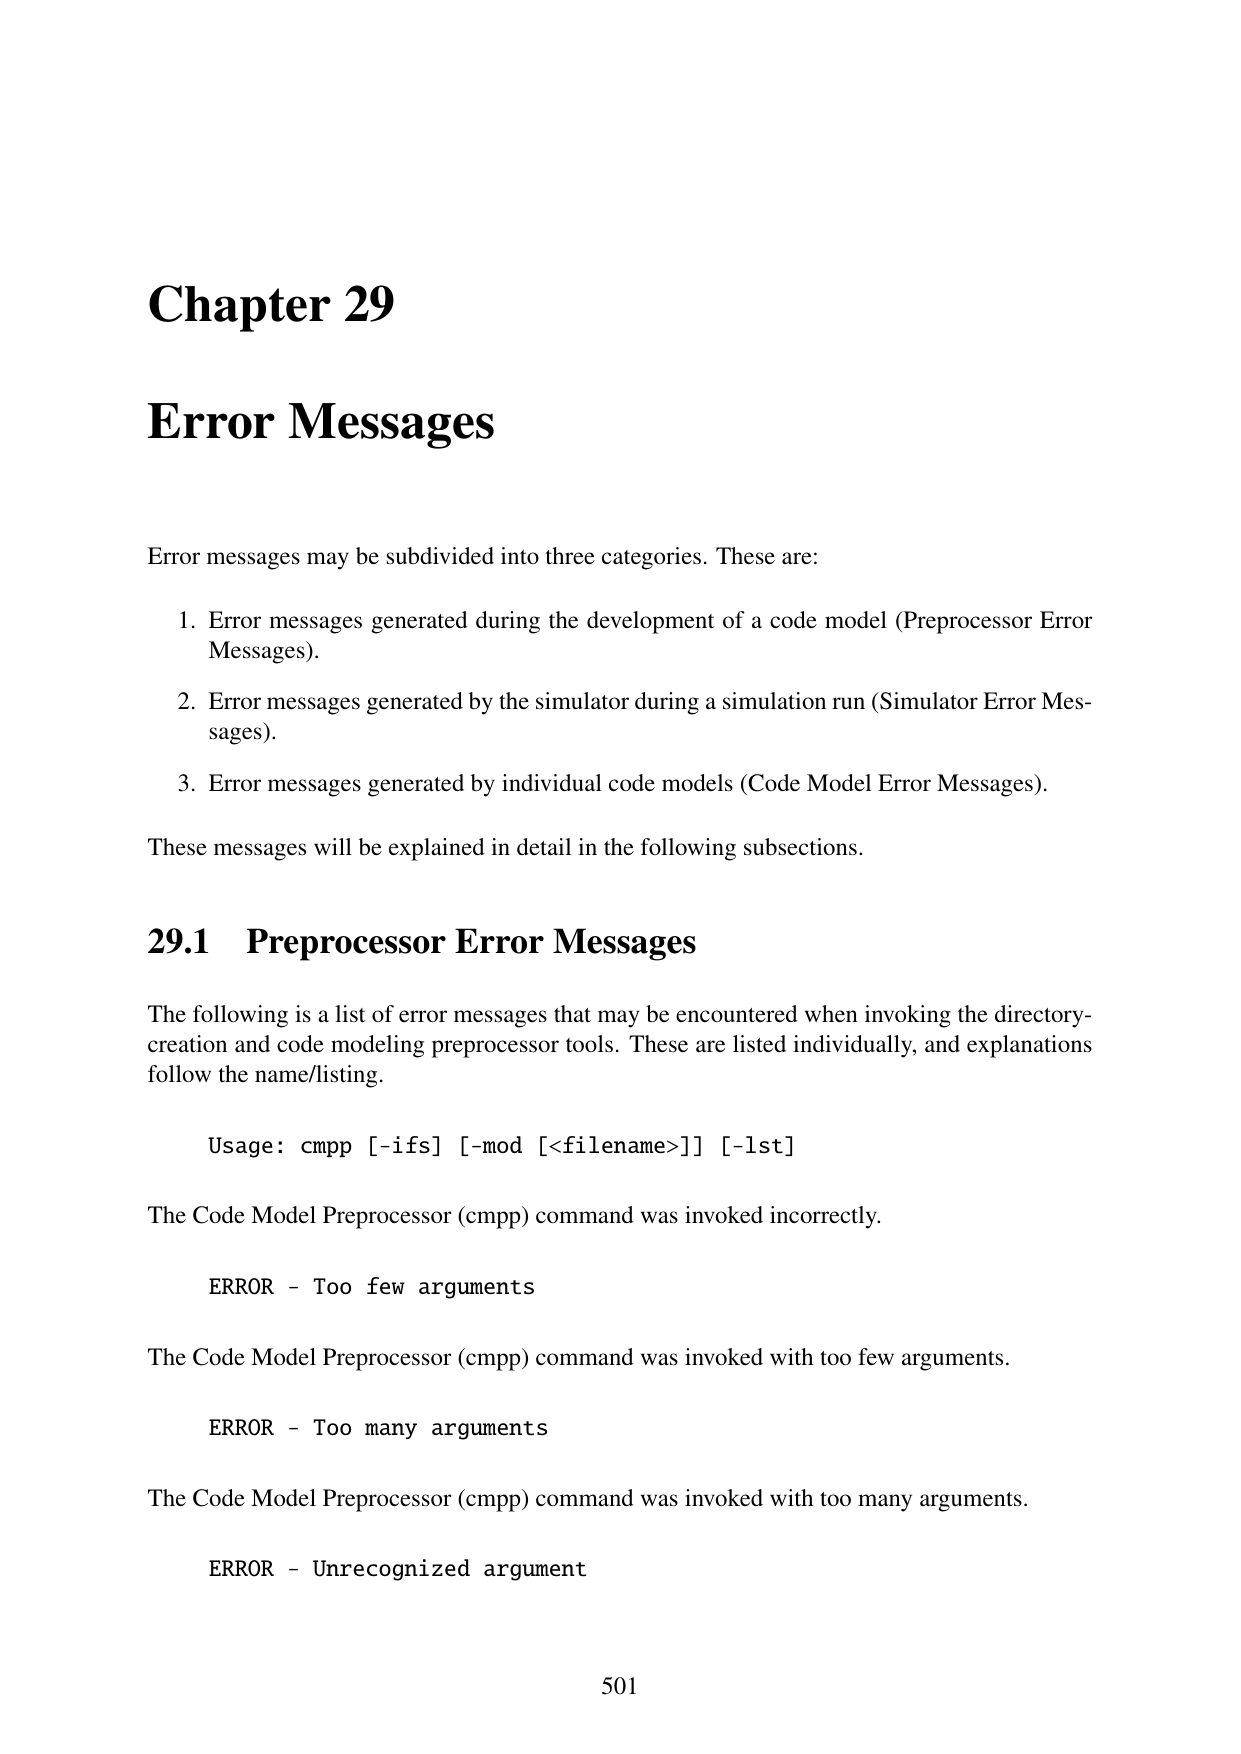 Chapter 29
Error Messages
Error messages may be subdivided into three categories. These are:
1. Error messages generated during the development of a code model (Preprocessor Error
Messages).
2. Error messages generated by the simulator during a simulation run (Simulator Error Mes-
sages).
3. Error messages generated by individual code models (Code Model Error Messages).
These messages will be explained in detail in the following subsections.
29.1 Preprocessor Error Messages
The following is a list of error messages that may be encountered when invoking the directory-
creation and code modeling preprocessor tools. These are listed individually, and explanations
follow the name/listing.
Usage: cmpp [-ifs] [-mod [<filename>]] [-lst]
The Code Model Preprocessor (cmpp) command was invoked incorrectly.
ERROR - Too few arguments
The Code Model Preprocessor (cmpp) command was invoked with too few arguments.
ERROR - Too many arguments
The Code Model Preprocessor (cmpp) command was invoked with too many arguments.
ERROR - Unrecognized argument
501